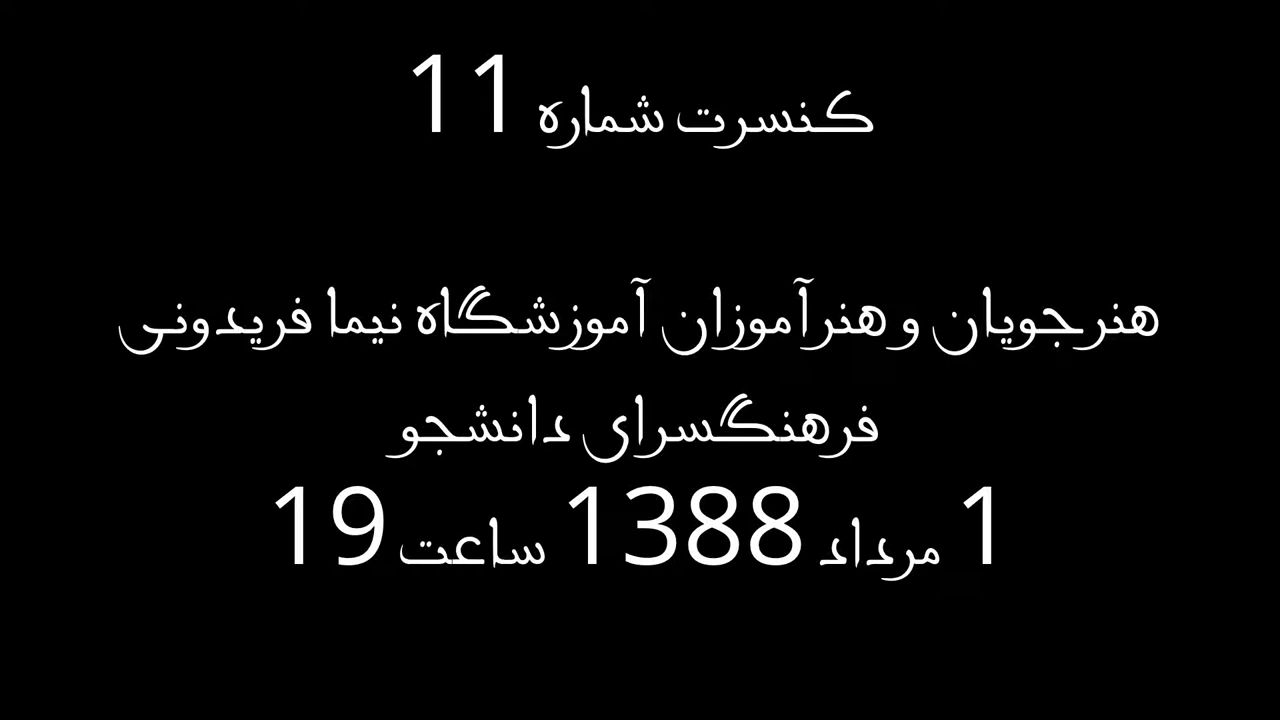 کنسرت شماره 11
هنرجویان و هنرآموزان آموزشگاه نیما فریدونی
فرهنگسرای دانشجو
1 مرداد 1388 ساعت 19